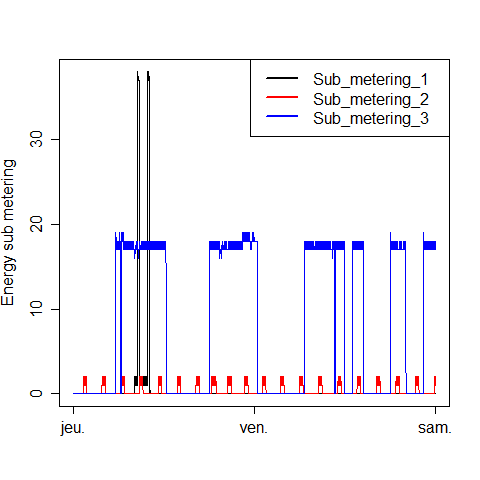 Sub_metering_1
Sub_metering_2
Sub_metering_3
Energy sub metering
30
20
10
0
jeu.
ven.
sam.